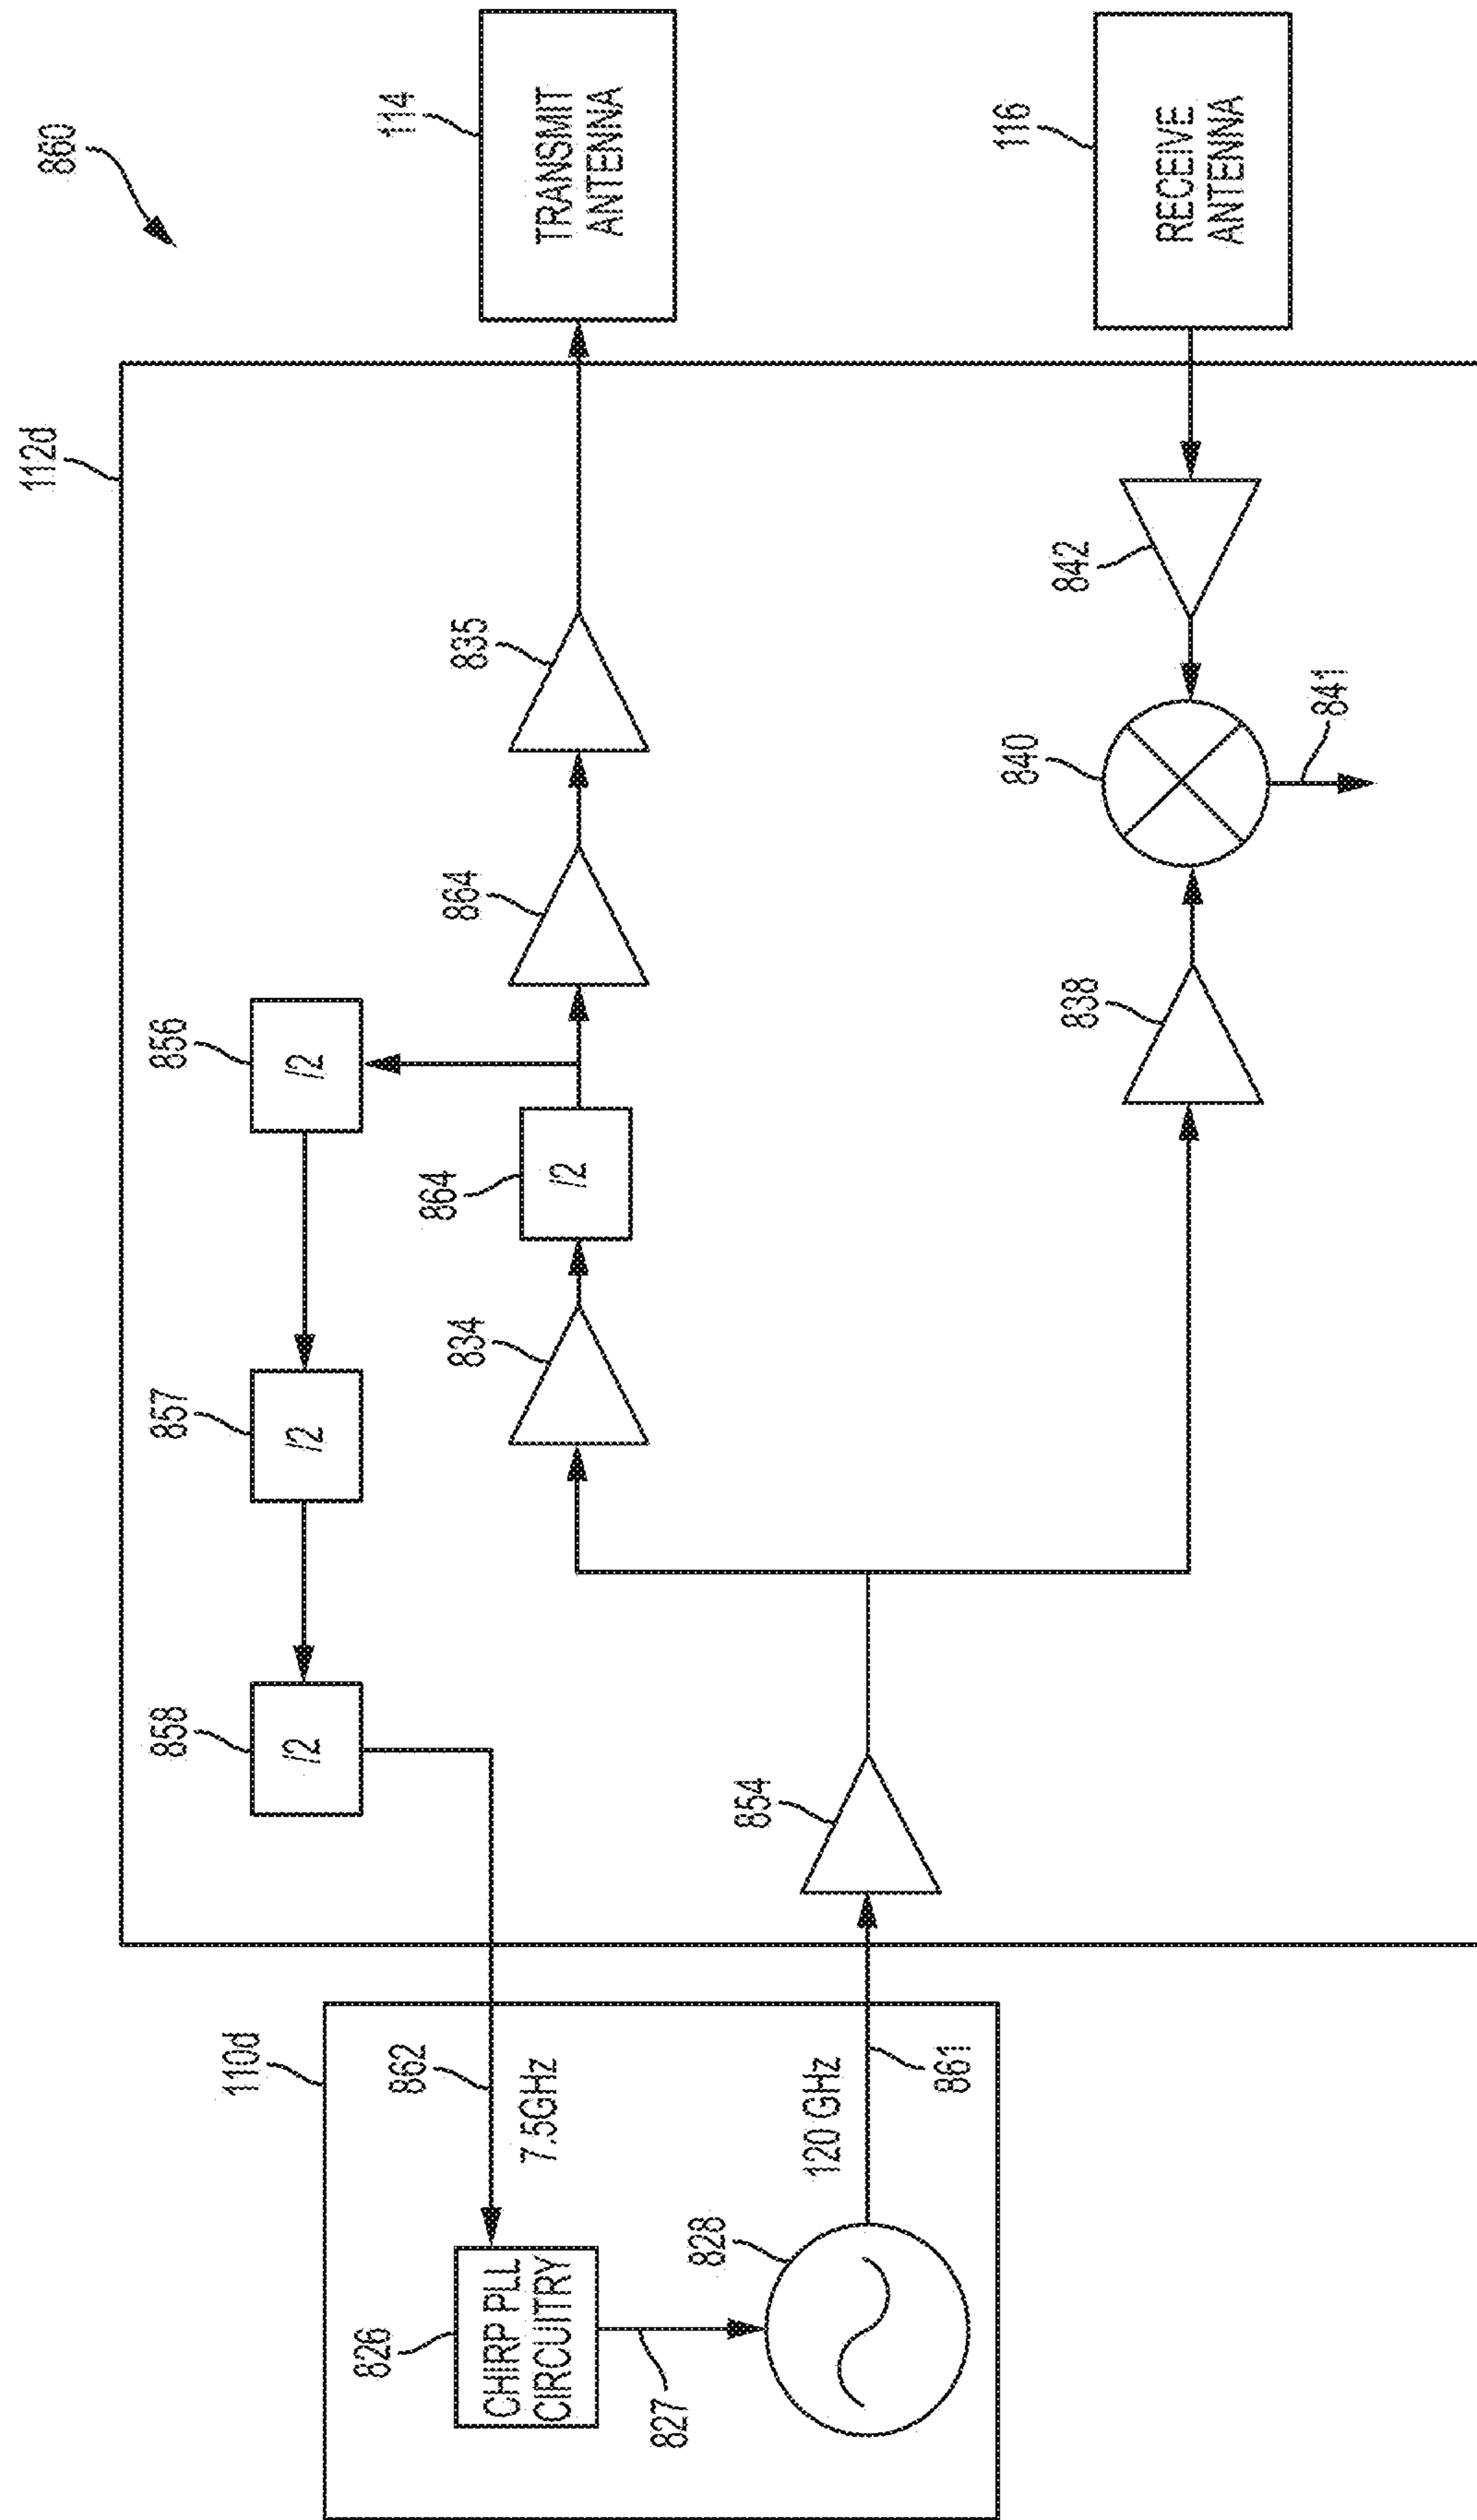 860
112d
114
TRANSMIT
ANTENNA
116
RECEIVE
ANTENNA
858
/2
857
/2
856
/2
834
864
/2
864
835
854
838
840
841
842
110d
862
7.5GHz
826
CHIRP PLL
CIRCUITRY
827
828
120 GHz
861